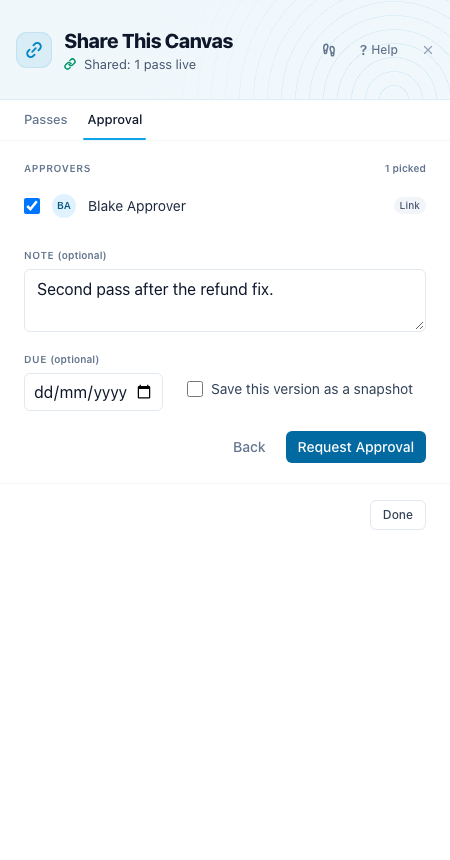 Share This Canvas
? Help
Shared: 1 pass live
Passes
Approval
APPROVERS
1 picked
BA
Blake Approver
Link
NOTE (optional)
Second pass after the refund fix.
DUE (optional)
dd/mm/yyyy
Save this version as a snapshot
Back
Request Approval
Done